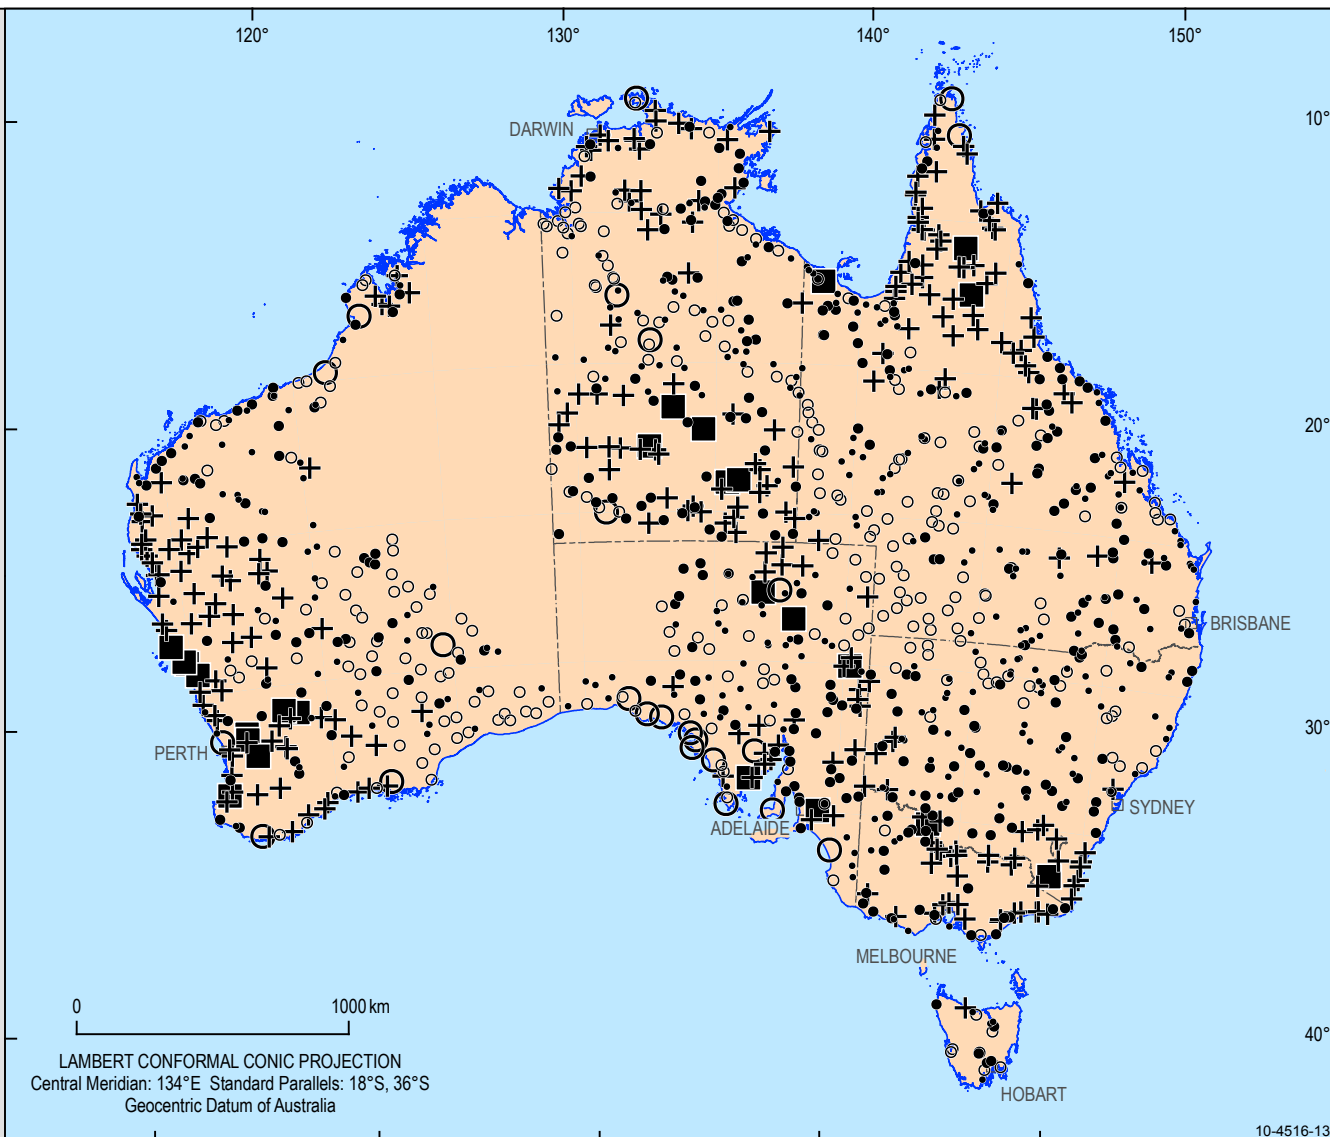 120°
130°
140°
150°
10°
DARWIN
20°
BRISBANE
30°
PERTH
SYDNEY
ADELAIDE
MELBOURNE
0
1000 km
40°
LAMBERT CONFORMAL CONIC PROJECTION
Central Meridian: 134°E Standard Parallels: 18°S, 36°S
Geocentric Datum of Australia
HOBART
10-4516-13